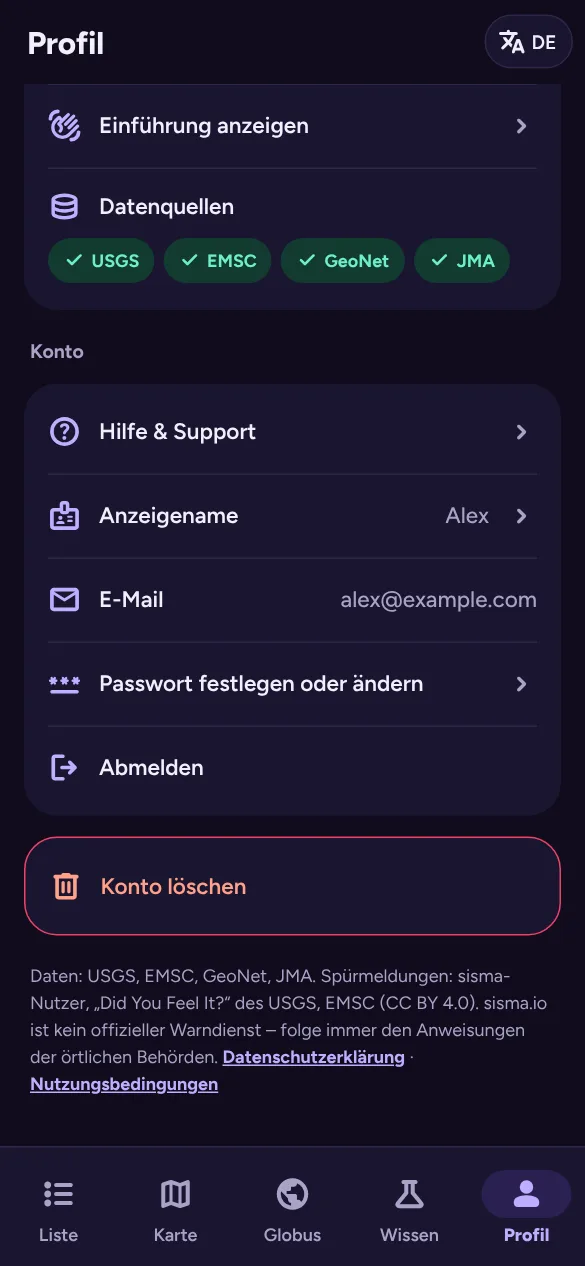 Profil
DE
Einführung anzeigen
Datenquellen
USGS
EMSC
GeoNet
JMA
Konto
Hilfe & Support
Anzeigename
Alex
E-Mail
alex@example.com
Passwort festlegen oder ändern
Abmelden
Konto löschen
Daten: USGS, EMSC, GeoNet, JMA. Spürmeldungen: sisma-
Nutzer, „Did You Feel It?“ des USGS, EMSC (CC BY 4.0). sisma.io
ist kein offizieller Warndienst – folge immer den Anweisungen
der örtlichen Behörden. Datenschutzerklärung ·
Nutzungsbedingungen
Liste
Karte
Globus
Wissen
Profil